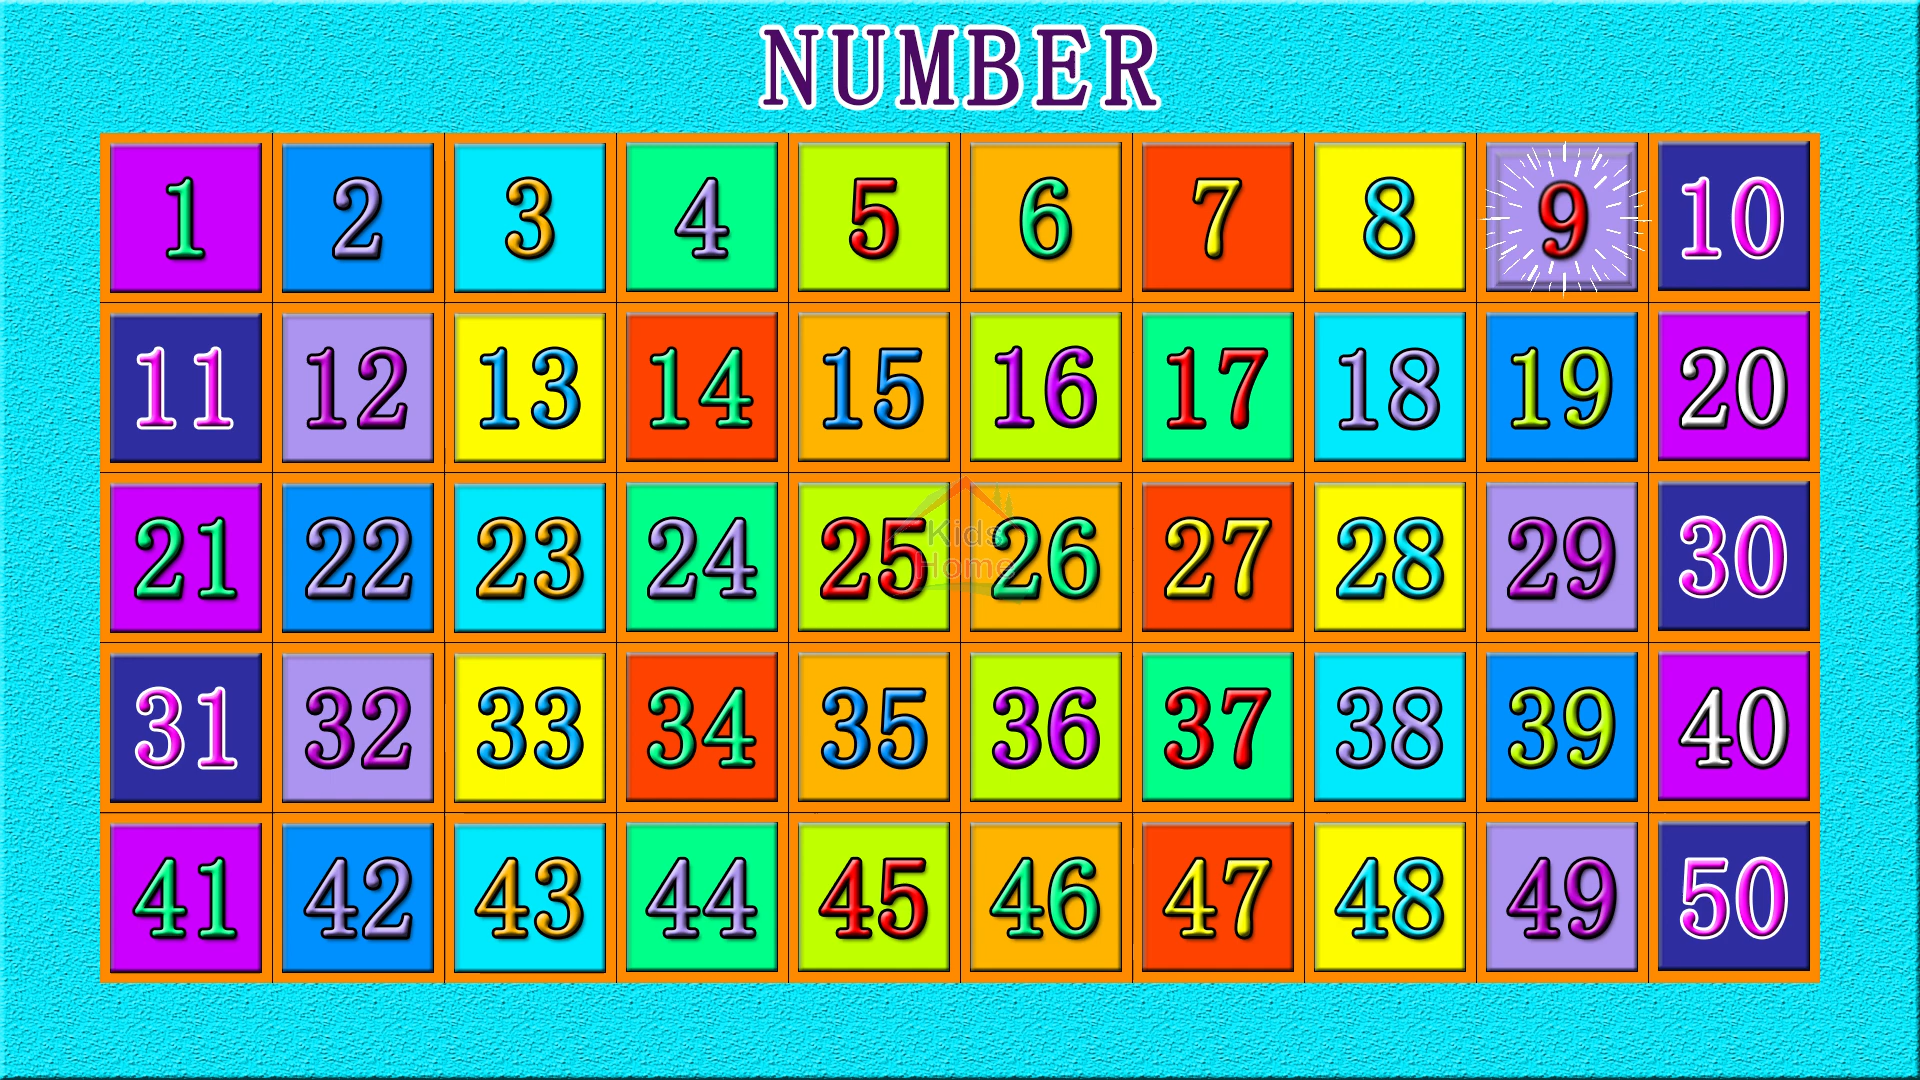 NUMBER
1 2 3 4 5 6 7 8 9 10
11 12 13 14 15 16 17 18 19 20
21 22 23 24 25 26 27 28 29 30
Kids
Home
31 32 33 34 35 36 37 38 39 40
41 42 43 44 45 46 47 48 49 50